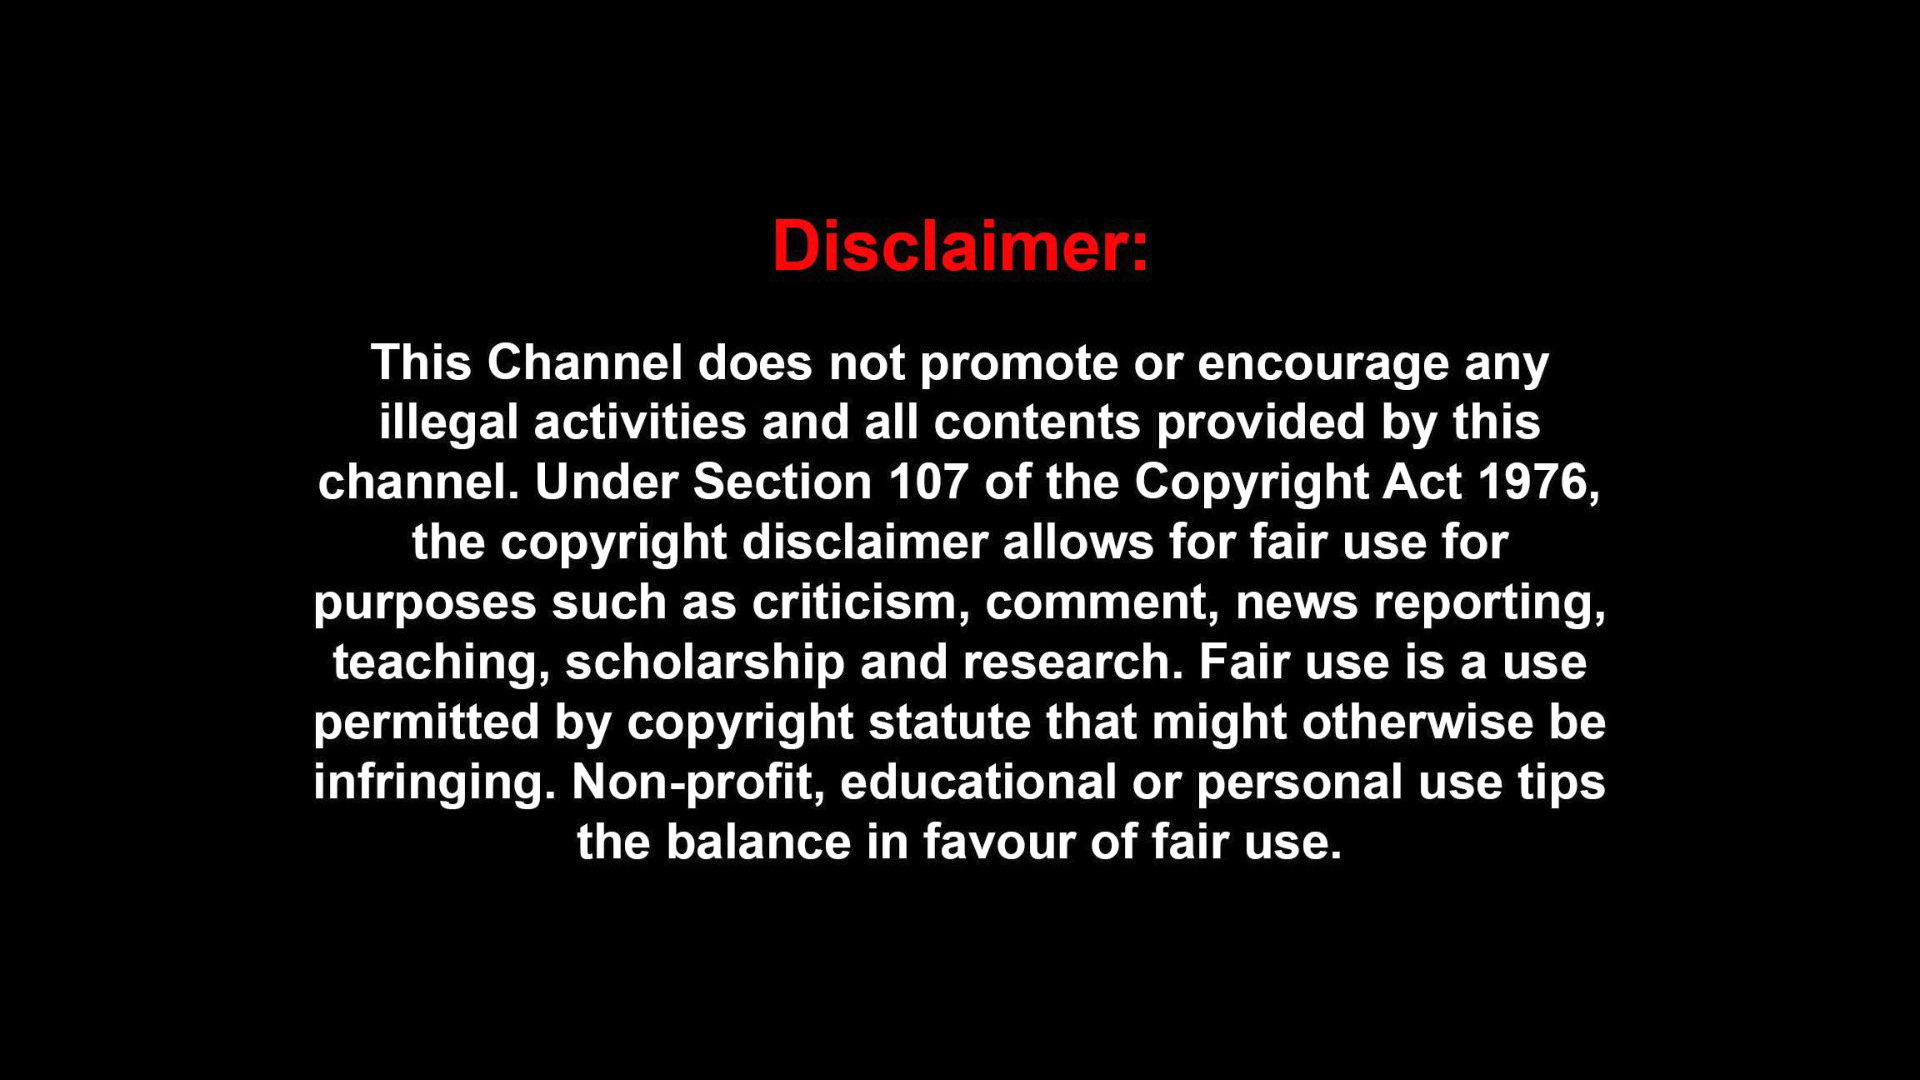 Disclaimer:
This Channel does not promote or encourage any
illegal activities and all contents provided by this
channel. Under Section 107 of the Copyright Act 1976,
the copyright disclaimer allows for fair use for
purposes such as criticism, comment, news reporting,
teaching, scholarship and research. Fair use is a use
permitted by copyright statute that might otherwise be
infringing. Non-profit, educational or personal use tips
the balance in favour of fair use.